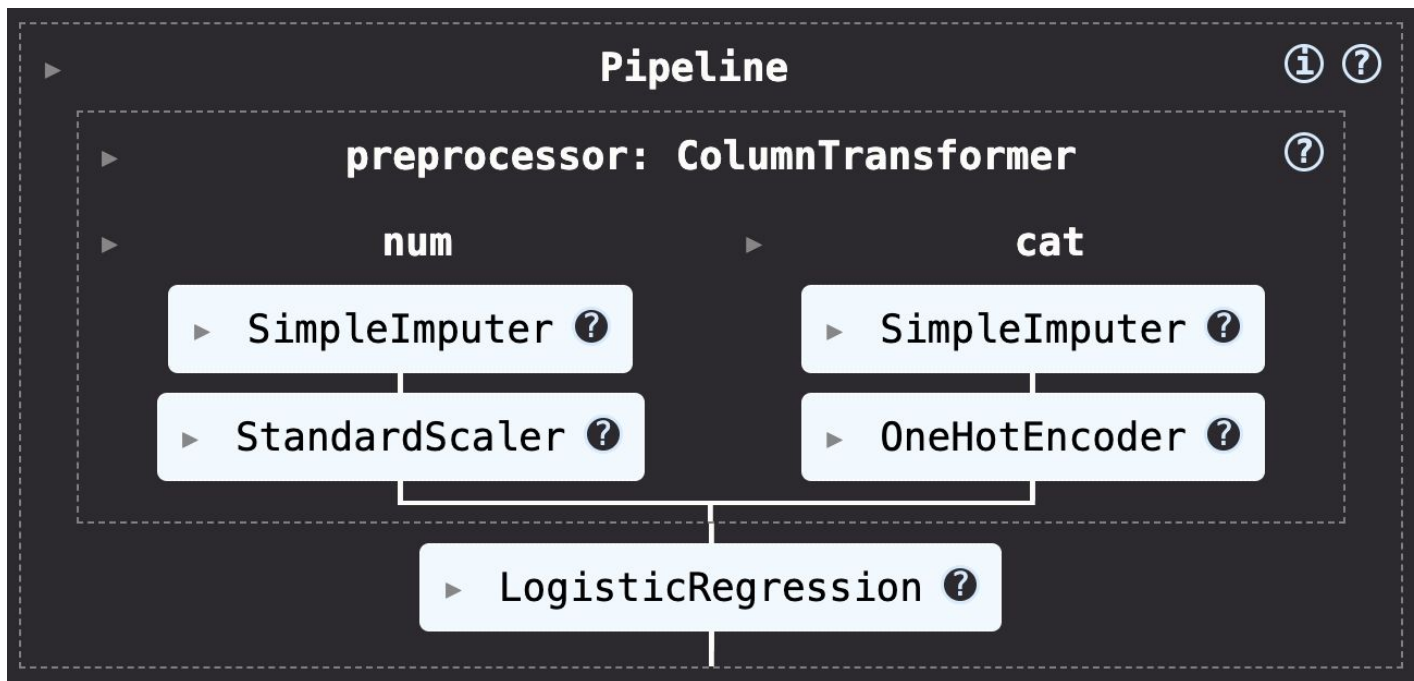 ▶ Pipeline i ?
▶ preprocessor: ColumnTransformer ?
▶ num ▶ cat
▶ SimpleImputer ? ▶ SimpleImputer ?
▶ StandardScaler ? ▶ OneHotEncoder ?
▶ LogisticRegression ?